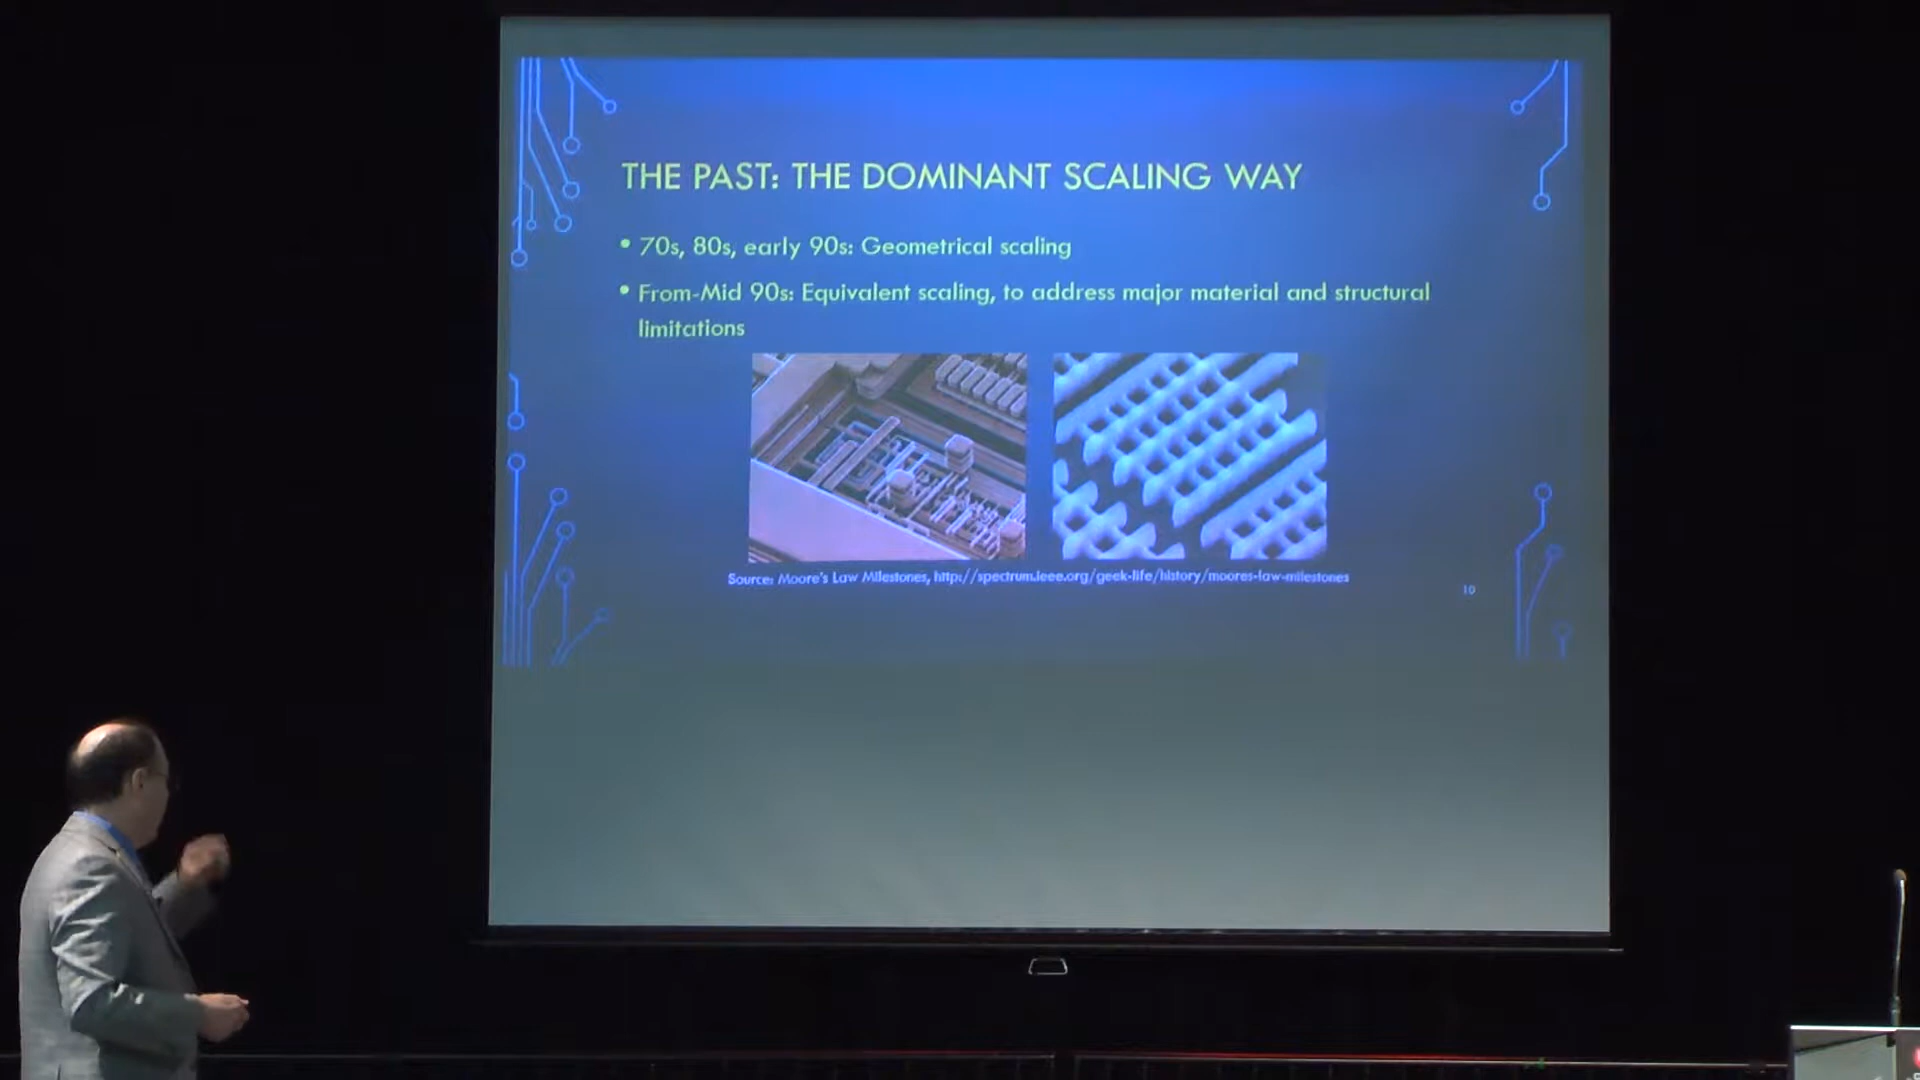 THE PAST: THE DOMINANT SCALING WAY
• 70s, 80s, early 90s: Geometrical scaling
• From-Mid 90s: Equivalent scaling, to address major material and structural
limitations
Source: Moore's Law Milestones, http://spectrum.ieee.org/geek-life/history/moores-law-milestones
10